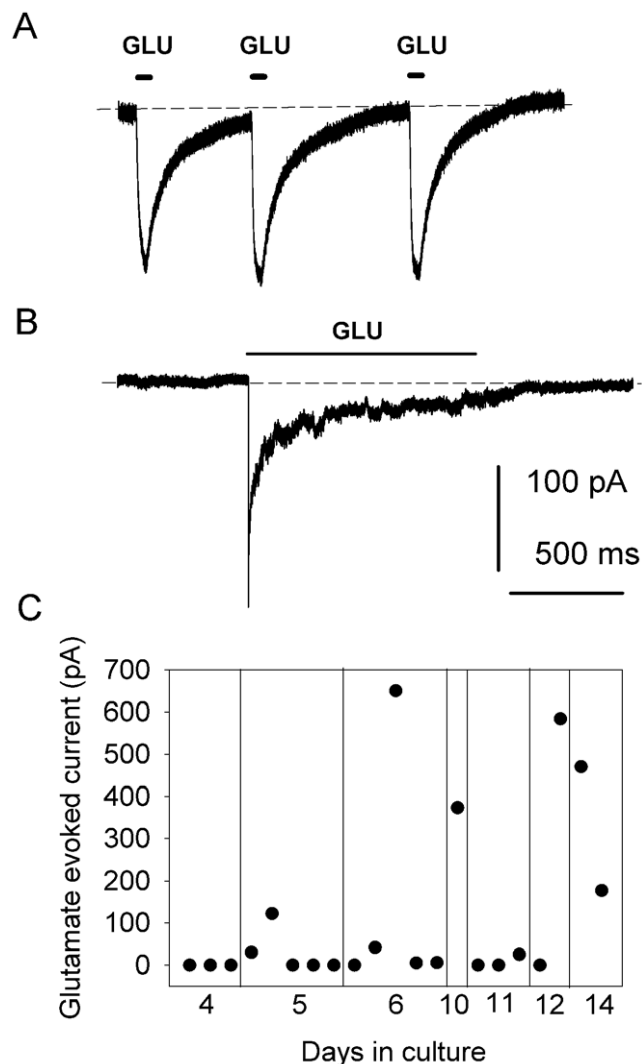 A
GLU GLU GLU
B
GLU
100 pA
500 ms
C
Glutamate evoked current (pA)
700
600
500
400
300
200
100
0
4 5 6 10 11 12 14
Days in culture